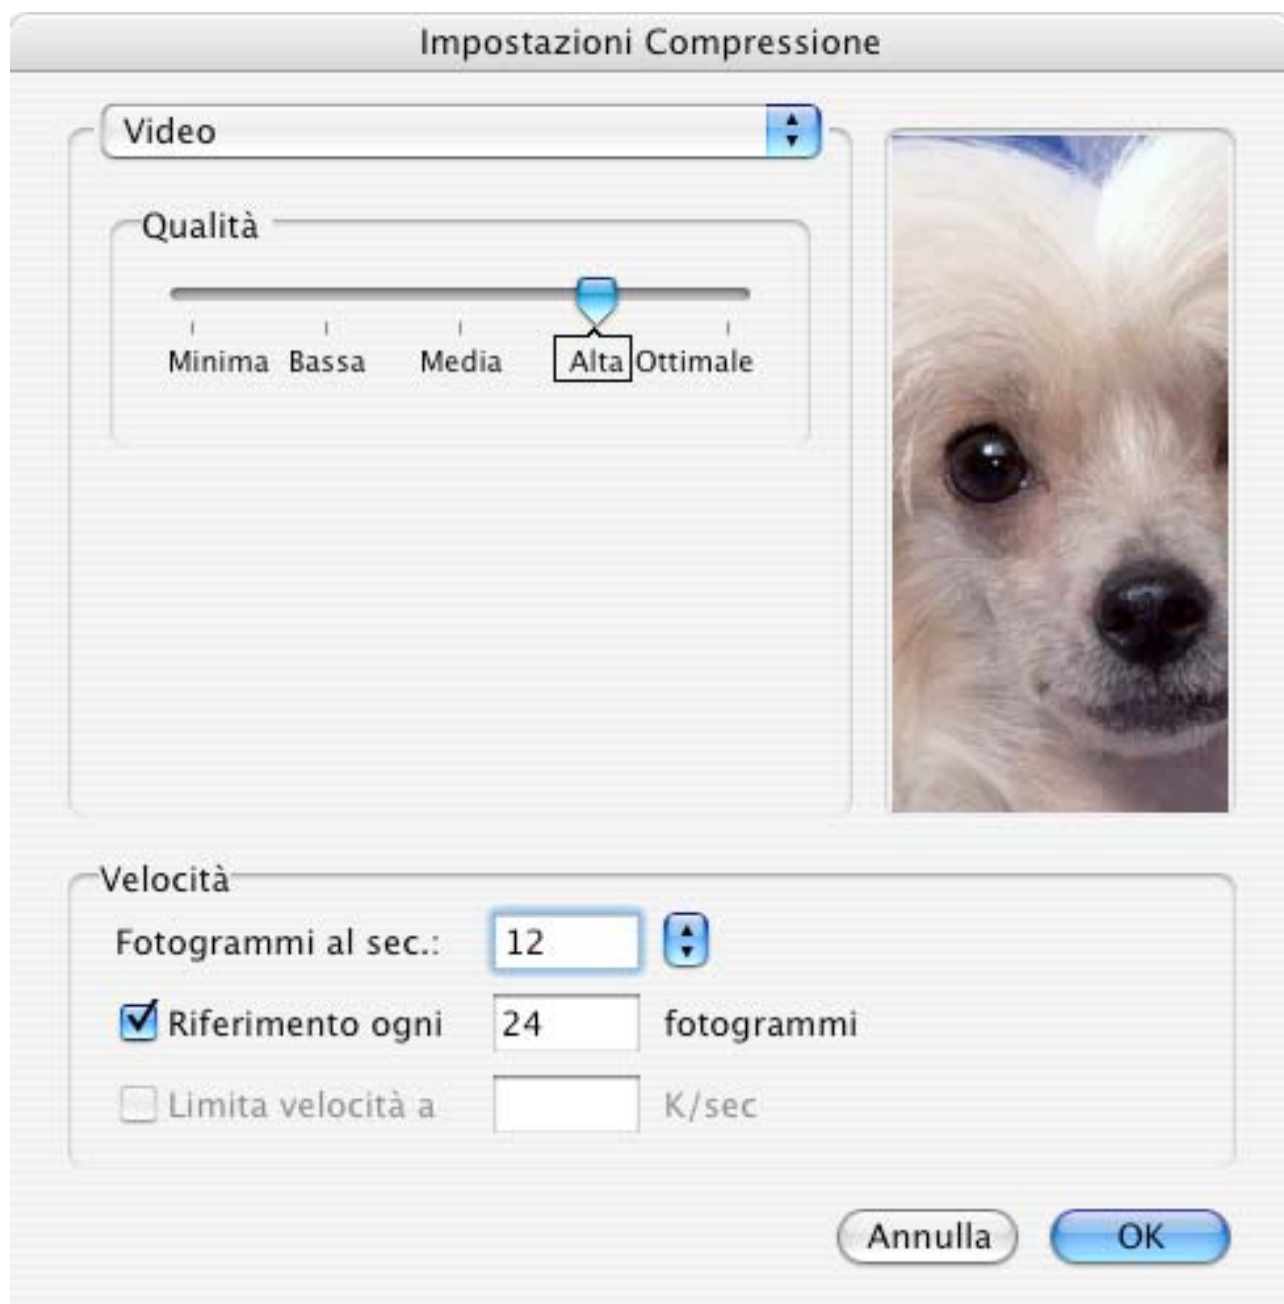 Impostazioni Compressione
Video
Qualità
Minima Bassa Media Alta Ottimale
Velocità
Fotogrammi al sec.: 12
Riferimento ogni 24 fotogrammi
Limita velocità a K/sec
Annulla OK